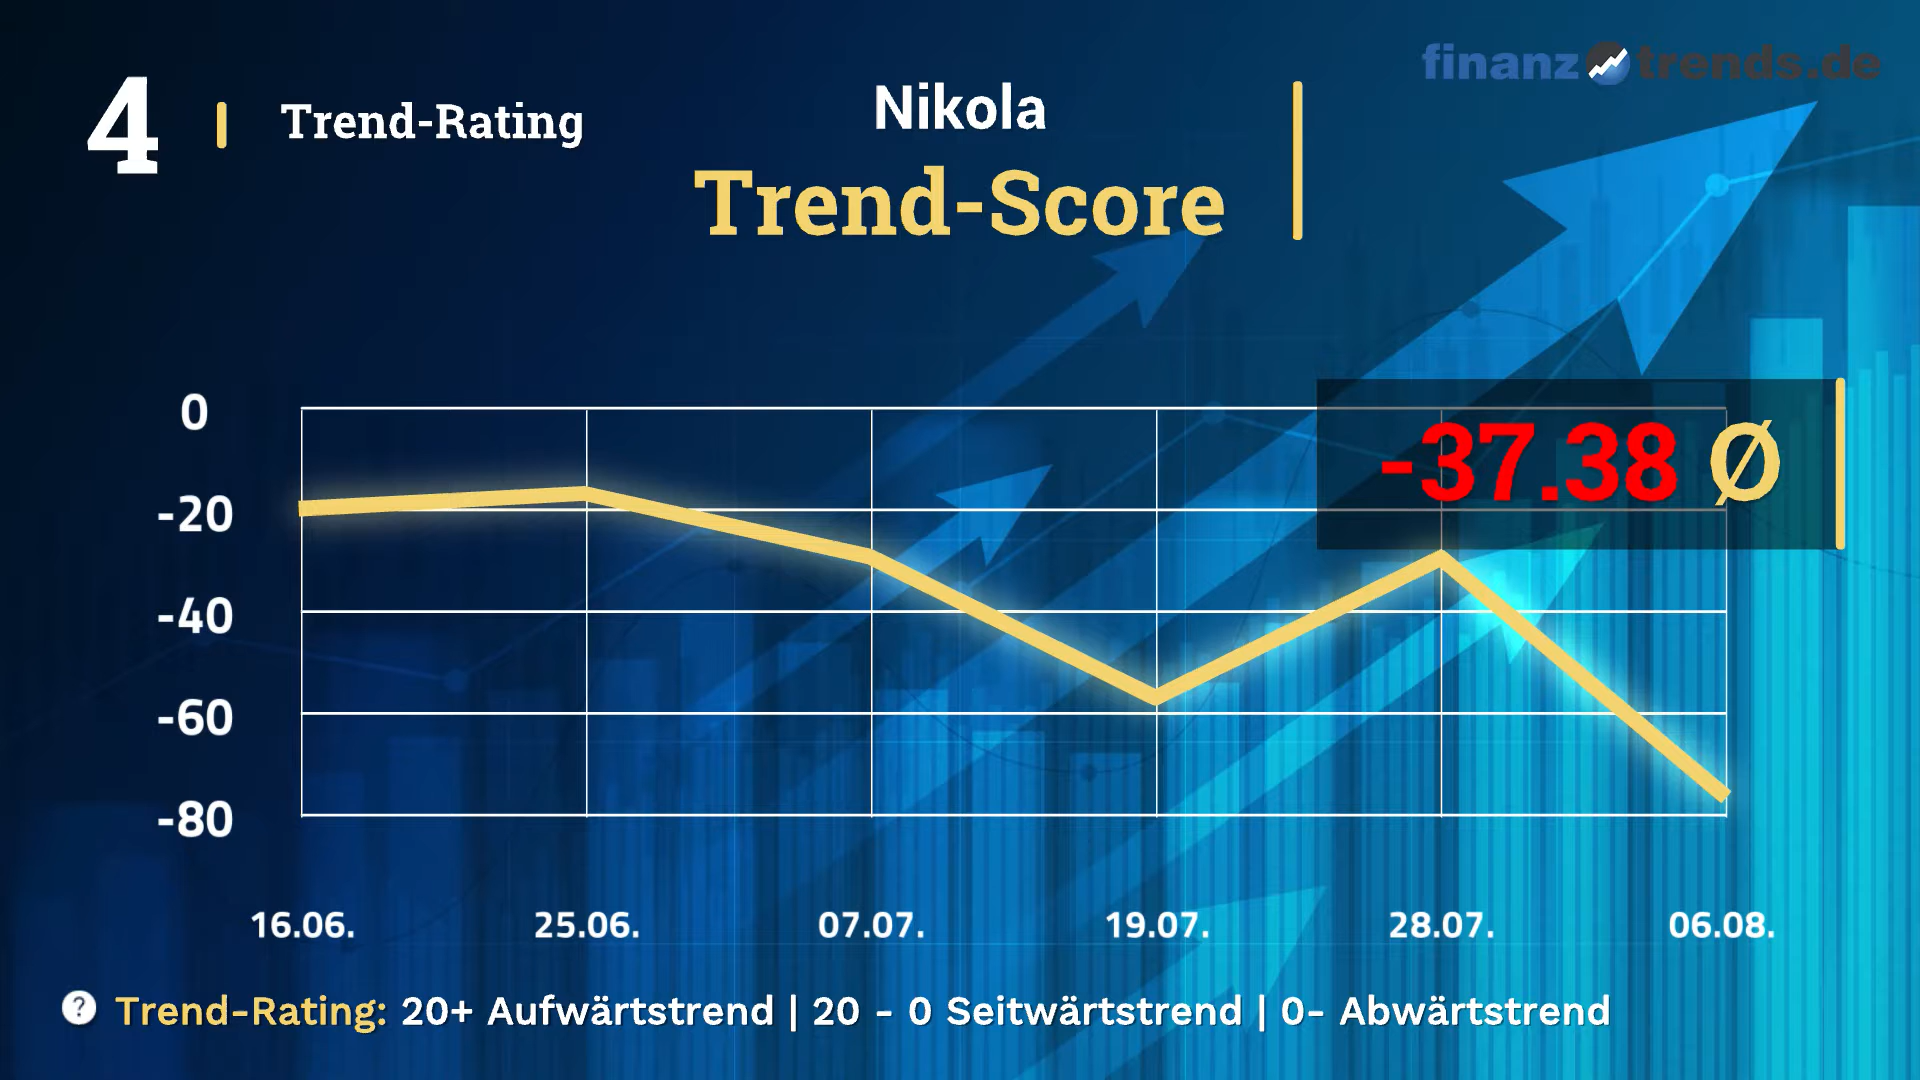 finanztrends.de
4 Trend-Rating
Nikola
Trend-Score
-37.38 Ø
0
-20
-40
-60
-80
16.06. 25.06. 07.07. 19.07. 28.07. 06.08.
? Trend-Rating: 20+ Aufwärtstrend | 20 - 0 Seitwärtstrend | 0- Abwärtstrend